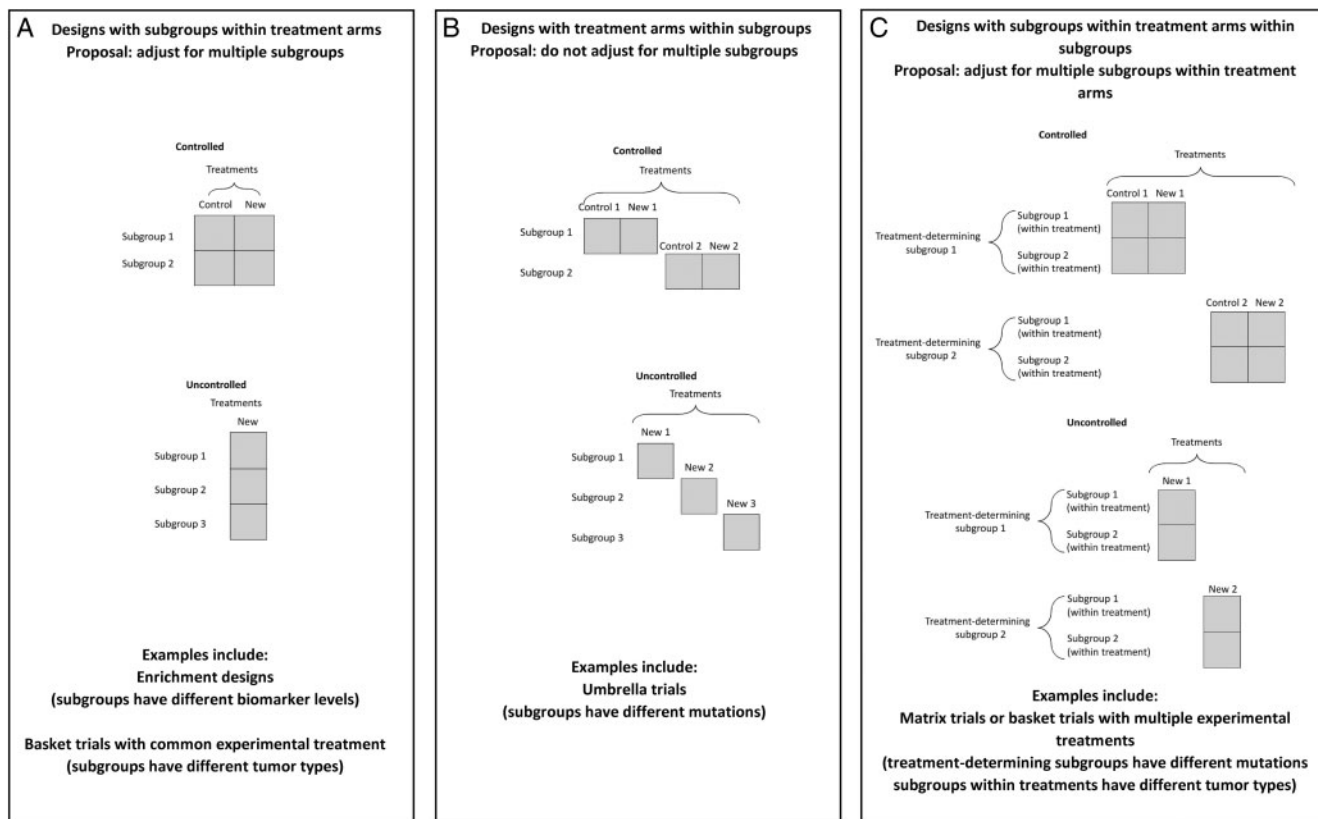 A
Designs with subgroups within treatment arms
Proposal: adjust for multiple subgroups
Controlled
Treatments
Control New
Subgroup 1
Subgroup 2
Uncontrolled
Treatments
New
Subgroup 1
Subgroup 2
Subgroup 3
Examples include:
Enrichment designs
(subgroups have different biomarker levels)
Basket trials with common experimental treatment
(subgroups have different tumor types)
B
Designs with treatment arms within subgroups
Proposal: do not adjust for multiple subgroups
Controlled
Treatments
Control 1 New 1
Subgroup 1
Control 2 New 2
Subgroup 2
Uncontrolled
Treatments
New 1
Subgroup 1
New 2
Subgroup 2
New 3
Subgroup 3
Examples include:
Umbrella trials
(subgroups have different mutations)
C
Designs with subgroups within treatment arms within
subgroups
Proposal: adjust for multiple subgroups within treatment
arms
Controlled
Treatments
Control 1 New 1
Subgroup 1
(within treatment)
Treatment-determining
subgroup 1
Subgroup 2
(within treatment)
Control 2 New 2
Subgroup 1
(within treatment)
Treatment-determining
subgroup 2
Subgroup 2
(within treatment)
Uncontrolled
Treatments
New 1
Subgroup 1
(within treatment)
Treatment-determining
subgroup 1
Subgroup 2
(within treatment)
New 2
Subgroup 1
(within treatment)
Treatment-determining
subgroup 2
Subgroup 2
(within treatment)
Examples include:
Matrix trials or basket trials with multiple experimental
treatments
(treatment-determining subgroups have different mutations
subgroups within treatments have different tumor types)